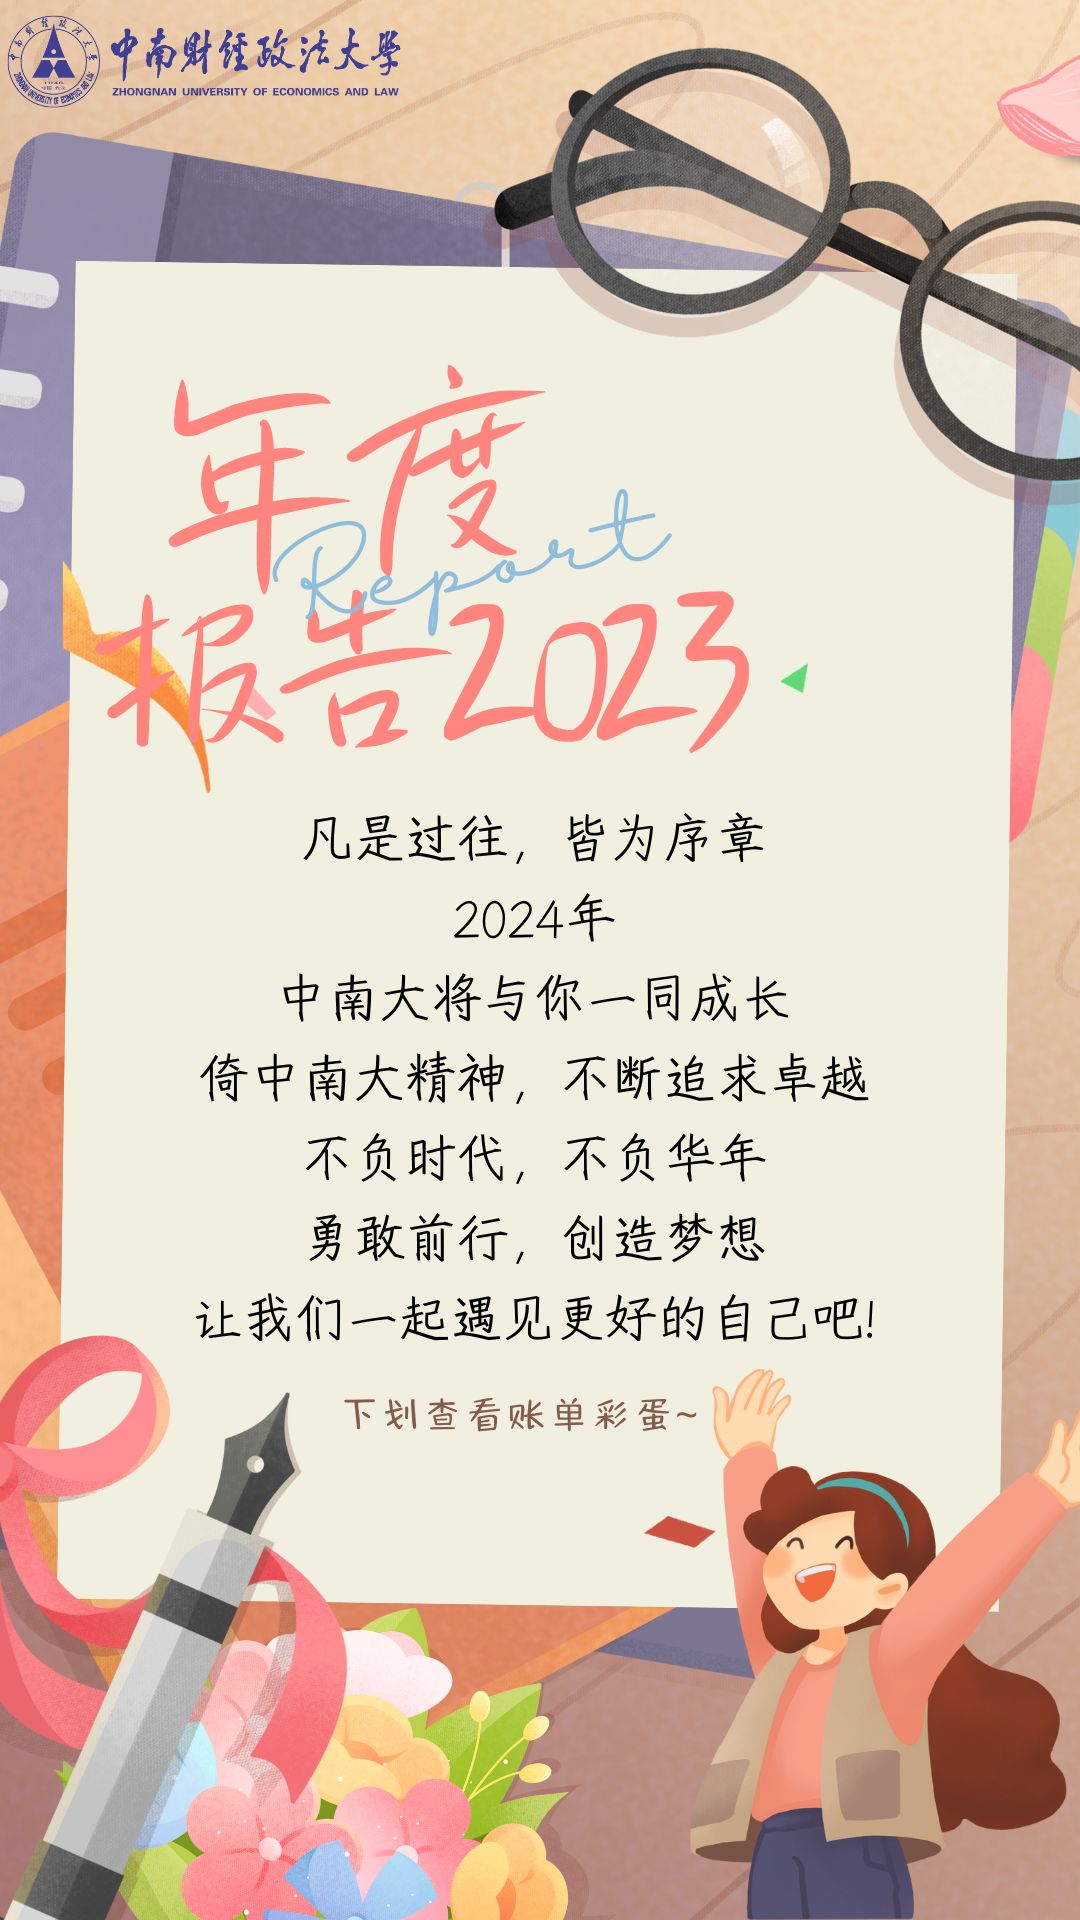 中南财经政法大学
ZHONGNAN UNIVERSITY OF ECONOMICS AND LAW
年度
Report
报告2023
凡是过往，皆为序章
2024年
中南大将与你一同成长
倚中南大精神，不断追求卓越
不负时代，不负华年
勇敢前行，创造梦想
让我们一起遇见更好的自己吧！
下划查看账单彩蛋~